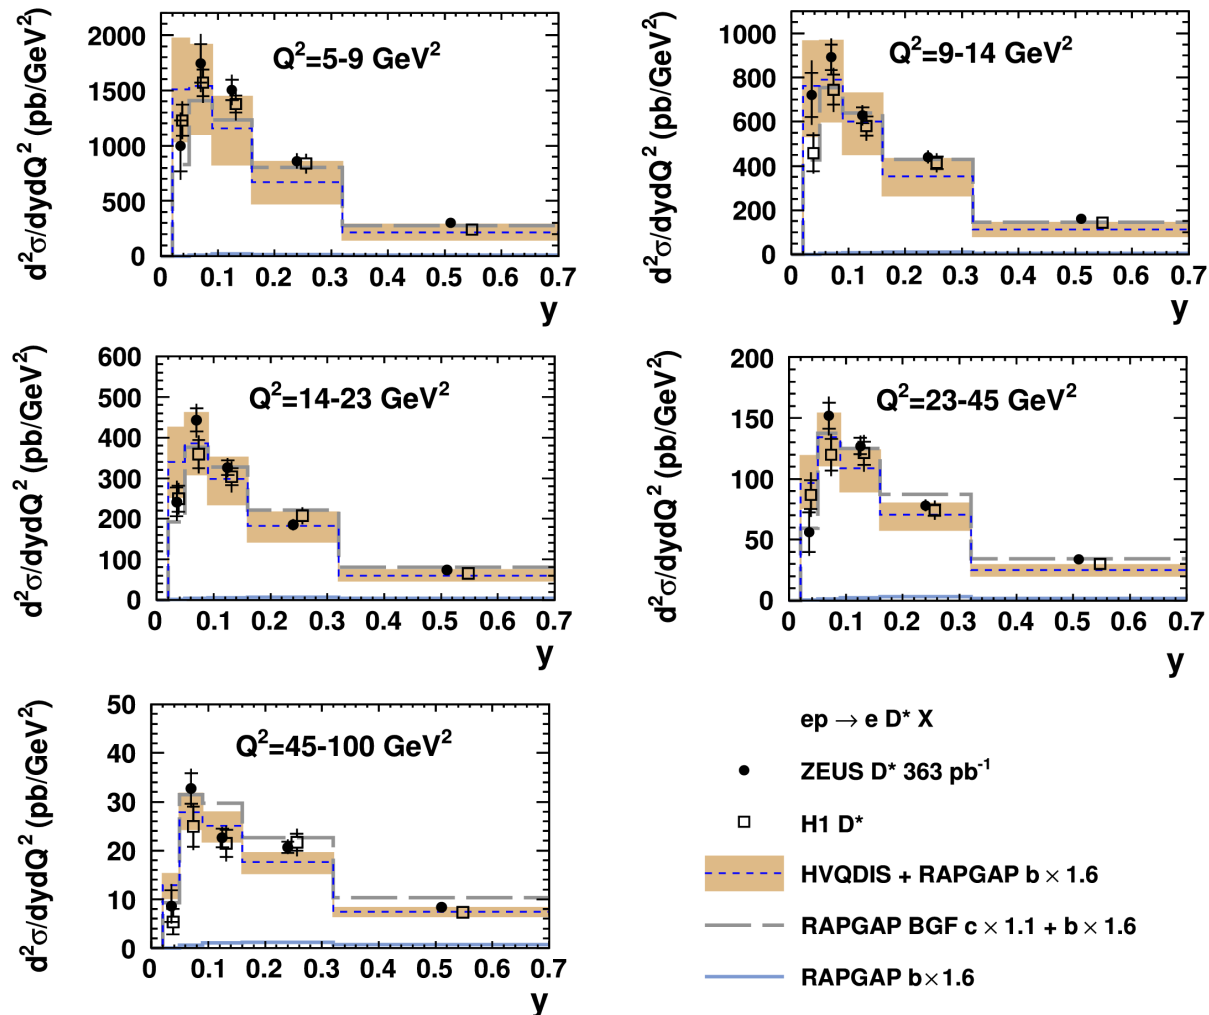 d²σ/dydQ² (pb/GeV²)
Q²=5-9 GeV²
2000
1500
1000
500
0
0 0.1 0.2 0.3 0.4 0.5 0.6 0.7
y
d²σ/dydQ² (pb/GeV²)
Q²=9-14 GeV²
1000
800
600
400
200
0
0 0.1 0.2 0.3 0.4 0.5 0.6 0.7
y
d²σ/dydQ² (pb/GeV²)
Q²=14-23 GeV²
600
500
400
300
200
100
0
0 0.1 0.2 0.3 0.4 0.5 0.6 0.7
y
d²σ/dydQ² (pb/GeV²)
Q²=23-45 GeV²
200
150
100
50
0
0 0.1 0.2 0.3 0.4 0.5 0.6 0.7
y
d²σ/dydQ² (pb/GeV²)
Q²=45-100 GeV²
50
40
30
20
10
0
0 0.1 0.2 0.3 0.4 0.5 0.6 0.7
y
ep → e D* X
ZEUS D* 363 pb⁻¹
H1 D*
HVQDIS + RAPGAP b × 1.6
RAPGAP BGF c × 1.1 + b × 1.6
RAPGAP b × 1.6